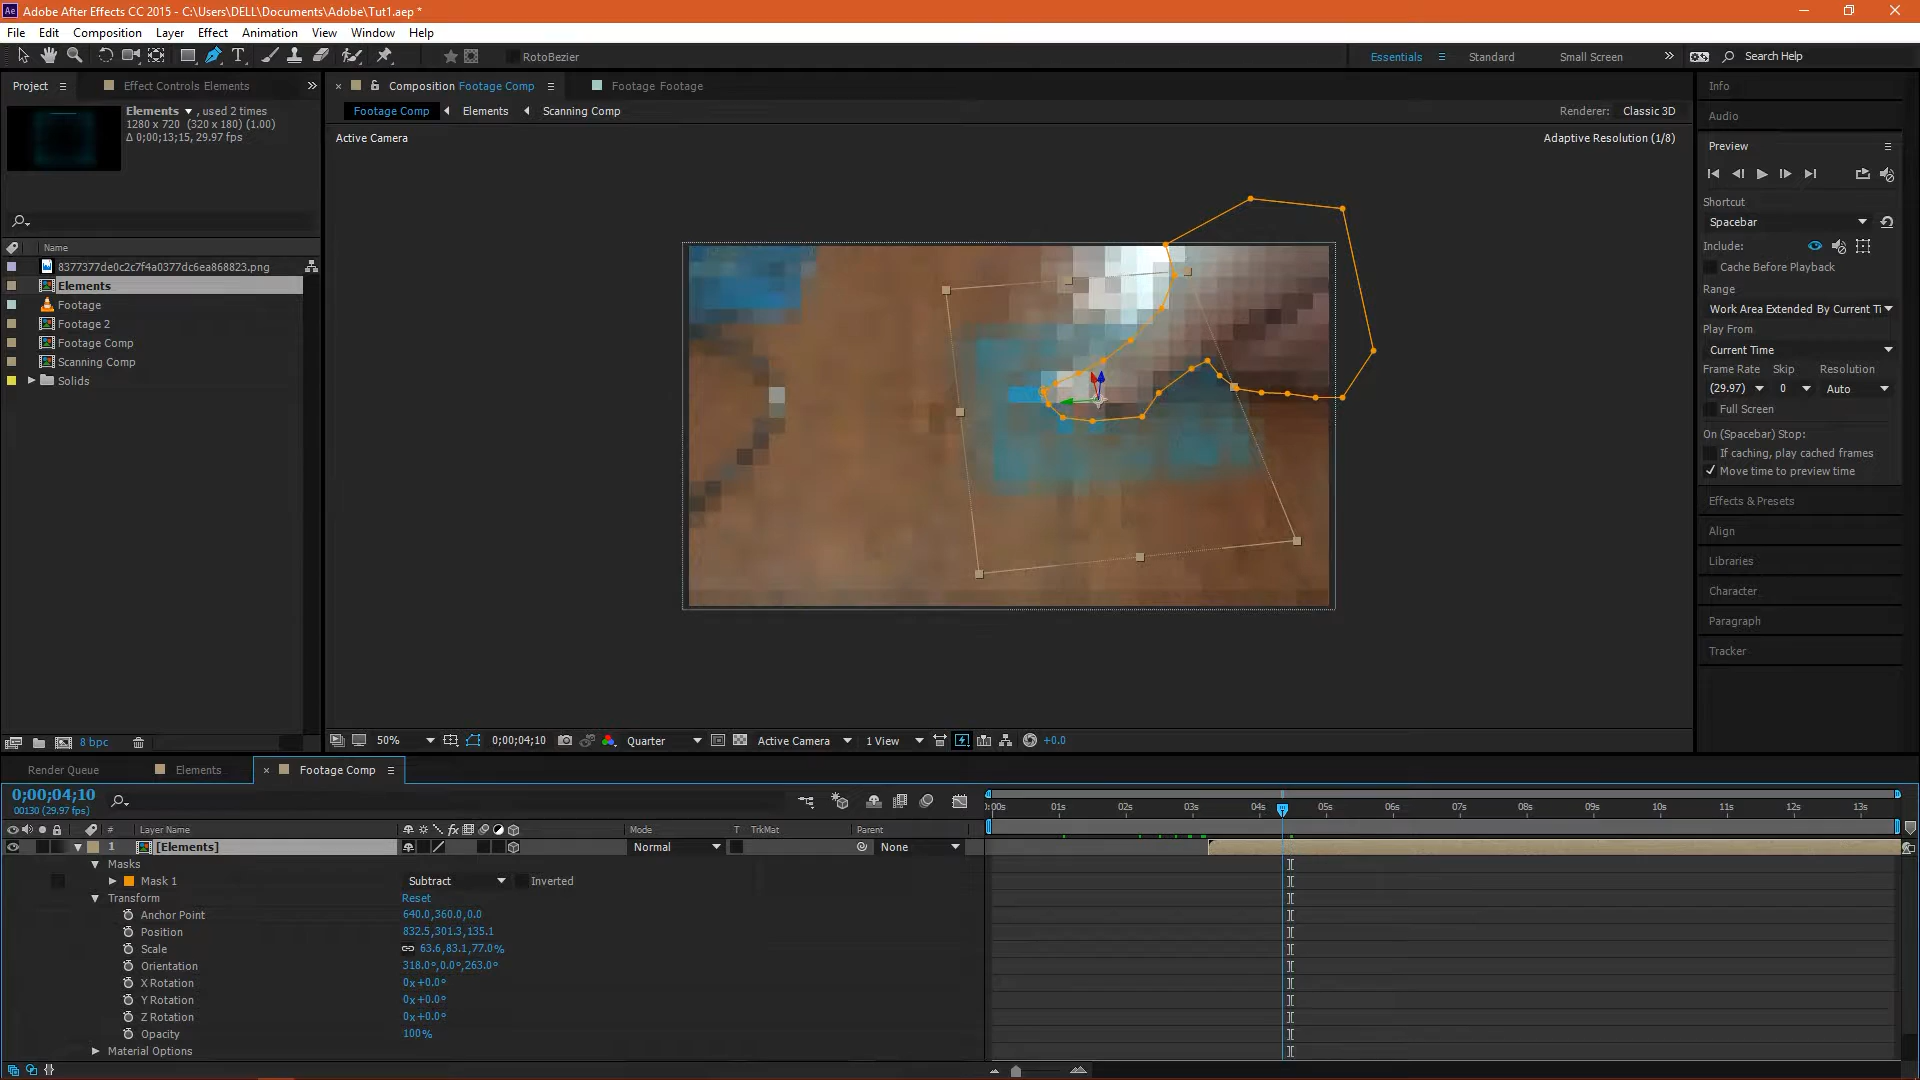 Ae Adobe After Effects CC 2015 - C:\Users\DELL\Documents\Adobe\Tut1.aep *
File Edit Composition Layer Effect Animation View Window Help
RotoBezier Essentials Standard Small Screen Search Help
Project Effect Controls Elements
Elements , used 2 times
1280 x 720 (320 x 180) (1.00)
Δ 0;00;13;15, 29.97 fps
Name
8377377de0c2c7f4a0377dc6ea868823.png
Elements
Footage
Footage 2
Footage Comp
Scanning Comp
Solids
8 bpc
Composition Footage Comp Footage Footage
Footage Comp Elements Scanning Comp Renderer: Classic 3D
Active Camera Adaptive Resolution (1/8)
50% 0;00;04;10 Quarter Active Camera 1 View +0.0
Info
Audio
Preview
Shortcut
Spacebar
Include:
Cache Before Playback
Range
Work Area Extended By Current Ti
Play From
Current Time
Frame Rate Skip Resolution
(29.97) 0 Auto
Full Screen
On (Spacebar) Stop:
If caching, play cached frames
Move time to preview time
Effects & Presets
Align
Libraries
Character
Paragraph
Tracker
Render Queue Elements Footage Comp
0;00;04;10
00130 (29.97 fps)
:00s 01s 02s 03s 04s 05s 06s 07s 08s 09s 10s 11s 12s 13s
# Layer Name fx Mode T TrkMat Parent
1 [Elements] Normal None
Masks
Mask 1 Subtract Inverted
Transform Reset
Anchor Point 640.0,360.0,0.0
Position 832.5,301.3,135.1
Scale 63.6,83.1,77.0%
Orientation 318.0°,0.0°,263.0°
X Rotation 0x+0.0°
Y Rotation 0x+0.0°
Z Rotation 0x+0.0°
Opacity 100%
Material Options